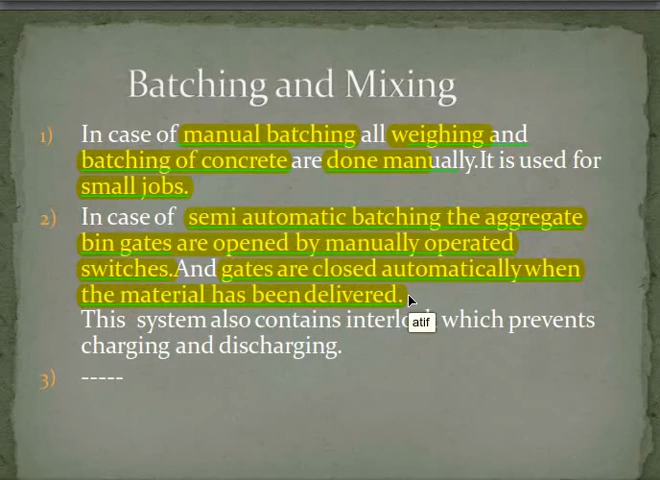 Batching and Mixing
1) In case of manual batching all weighing and
batching of concrete are done manually.It is used for
small jobs.
2) In case of semi automatic batching the aggregate
bin gates are opened by manually operated
switches.And gates are closed automatically when
the material has been delivered.
This system also contains which prevents
atif
charging and discharging.
3) -----